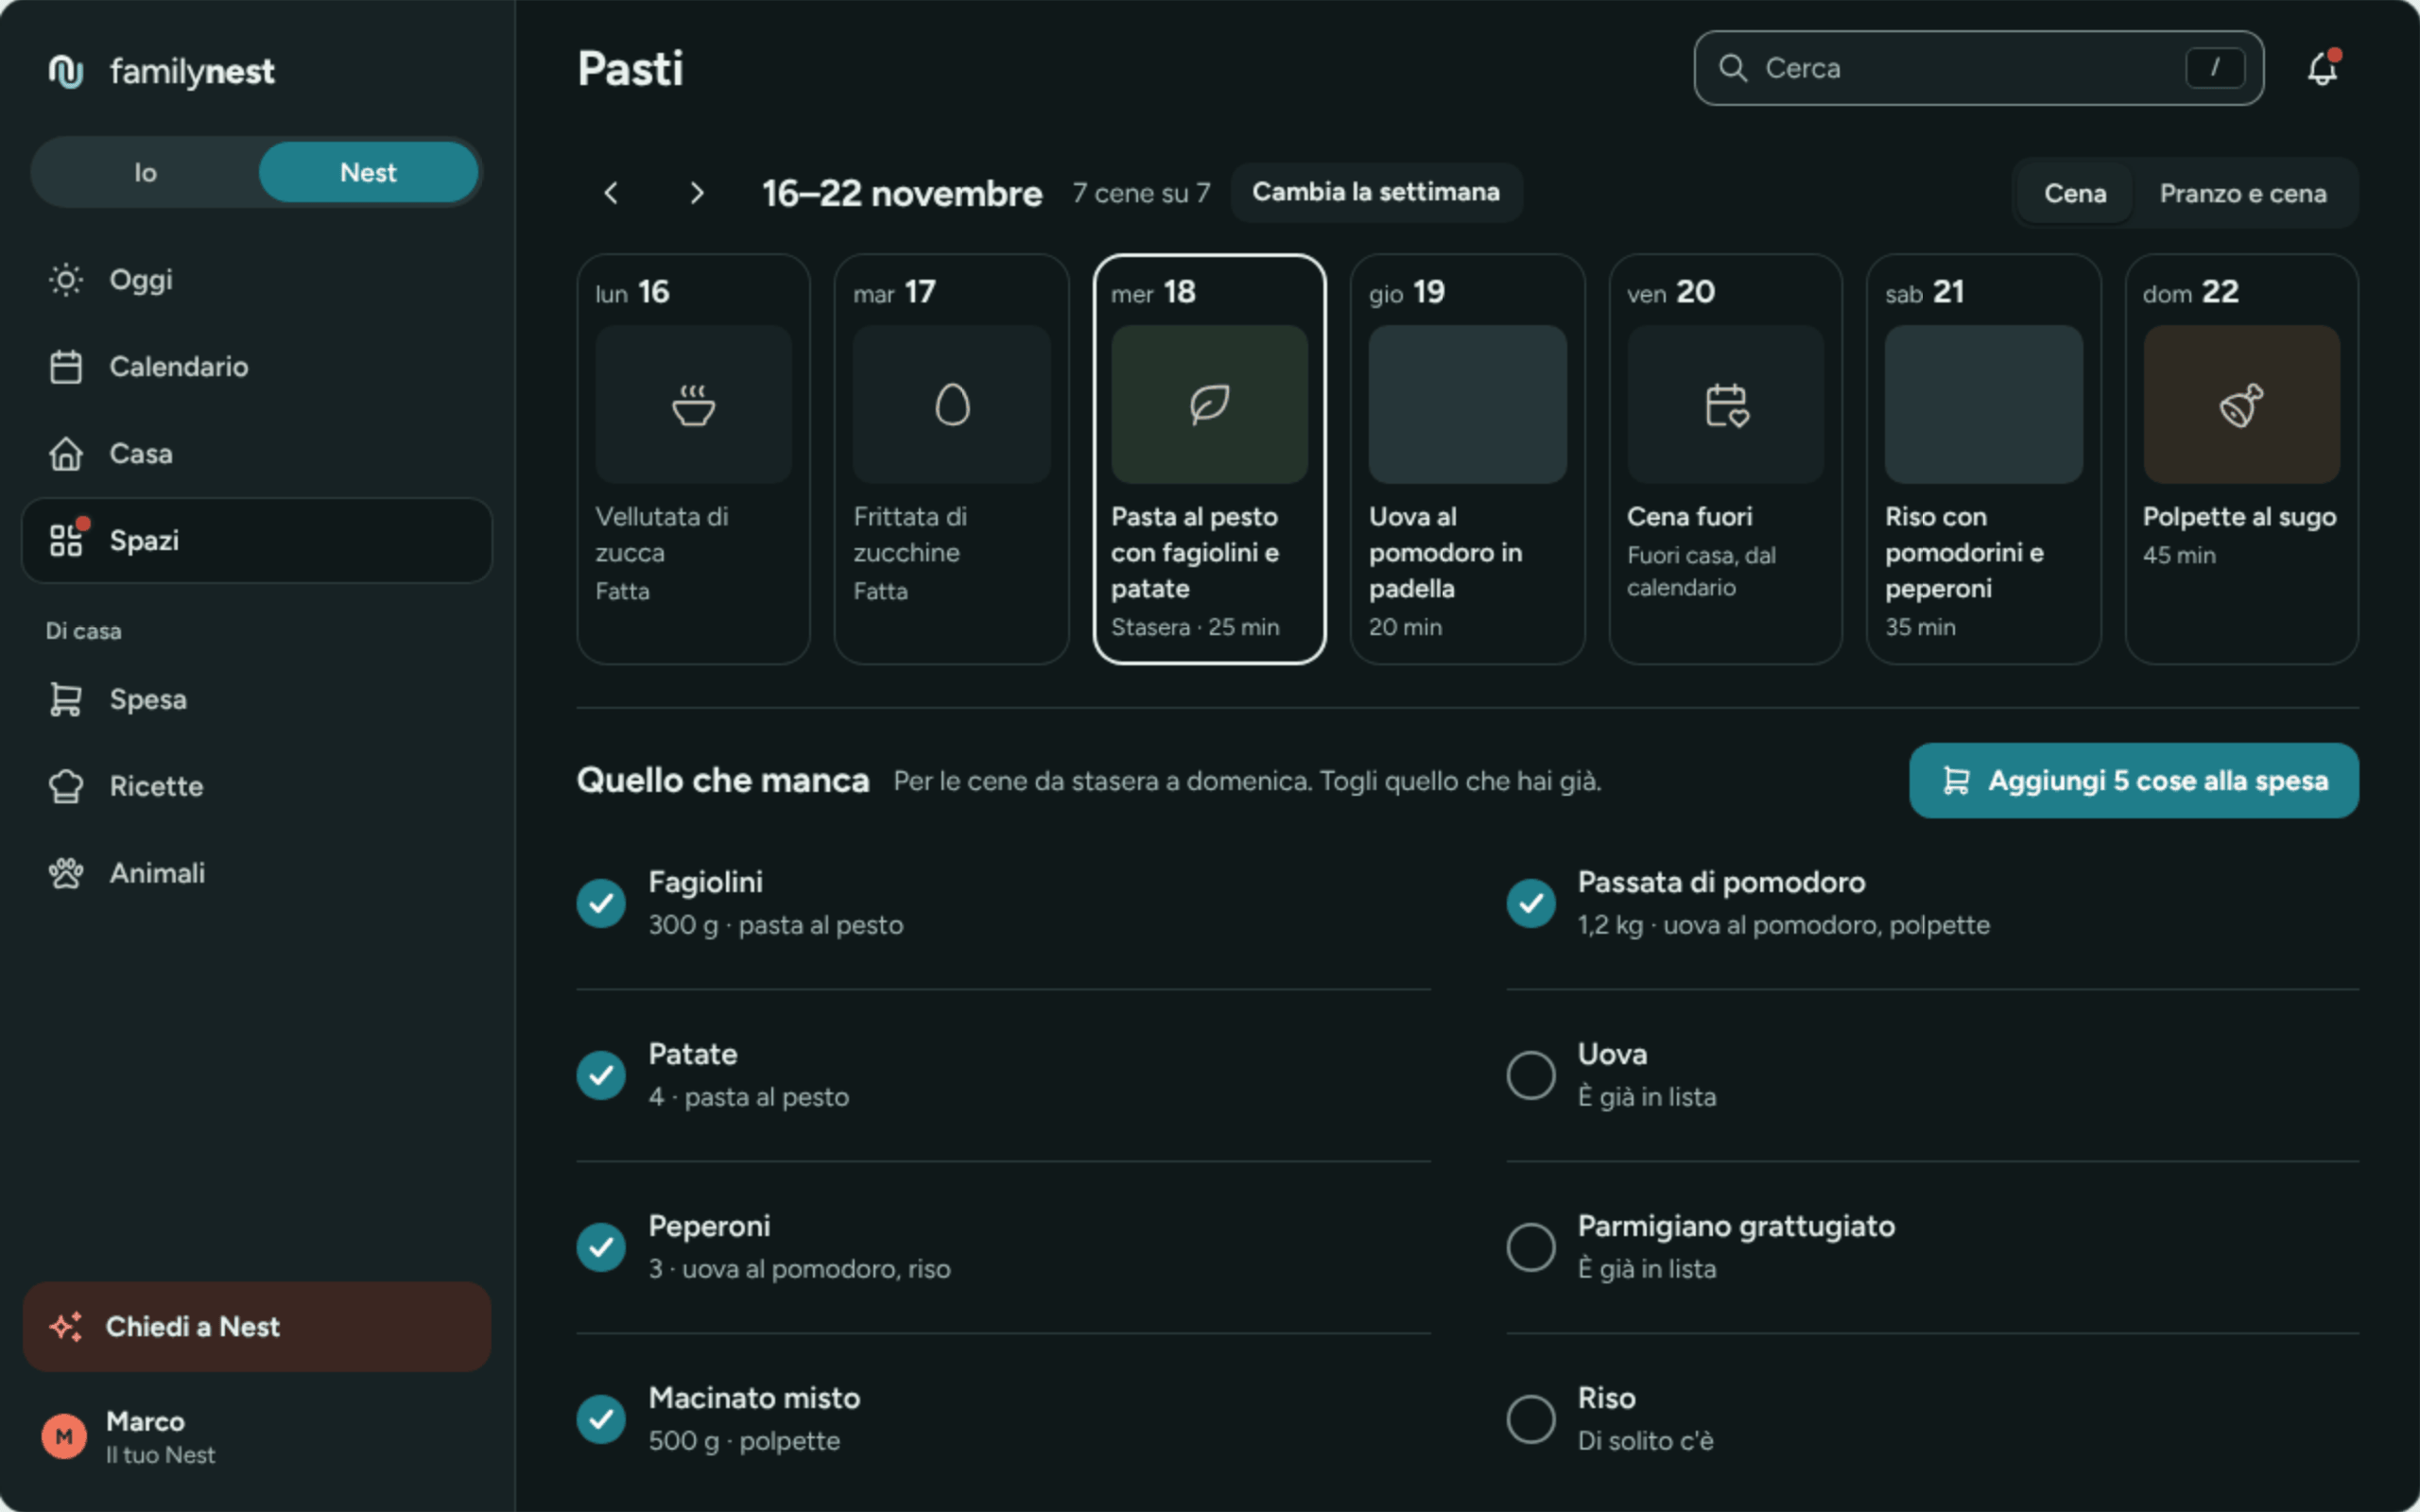 familynest
Io
Nest
Oggi
Calendario
Casa
Spazi
Di casa
Spesa
Ricette
Animali
Chiedi a Nest
M
Marco
Il tuo Nest
Pasti
Cerca
/
16–22 novembre
7 cene su 7
Cambia la settimana
Cena
Pranzo e cena
lun 16
Vellutata di
zucca
Fatta
mar 17
Frittata di
zucchine
Fatta
mer 18
Pasta al pesto
con fagiolini e
patate
Stasera · 25 min
gio 19
Uova al
pomodoro in
padella
20 min
ven 20
Cena fuori
Fuori casa, dal
calendario
sab 21
Riso con
pomodorini e
peperoni
35 min
dom 22
Polpette al sugo
45 min
Quello che manca
Per le cene da stasera a domenica. Togli quello che hai già.
Aggiungi 5 cose alla spesa
Fagiolini
300 g · pasta al pesto
Patate
4 · pasta al pesto
Peperoni
3 · uova al pomodoro, riso
Macinato misto
500 g · polpette
Passata di pomodoro
1,2 kg · uova al pomodoro, polpette
Uova
È già in lista
Parmigiano grattugiato
È già in lista
Riso
Di solito c'è